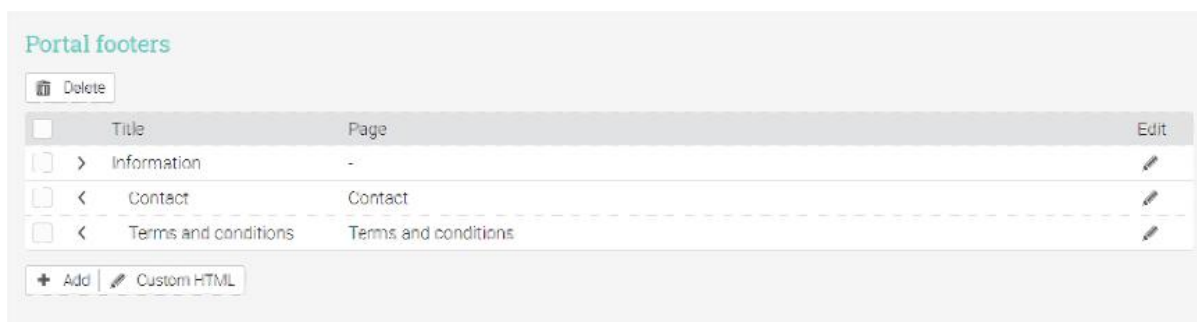 Portal footers
Delete
Title Page Edit
> Information -
< Contact Contact
< Terms and conditions Terms and conditions
+ Add Custom HTML